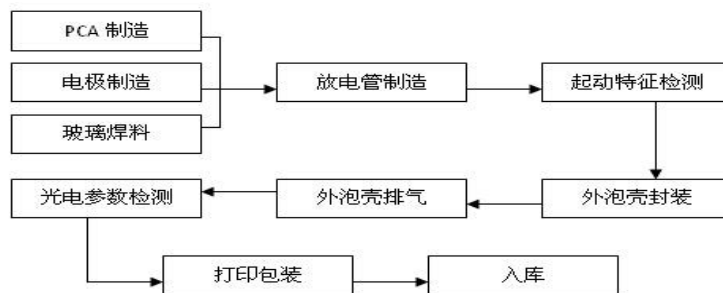 PCA 制造
电极制造
放电管制造
起动特征检测
玻璃焊料
光电参数检测
外泡壳排气
外泡壳封装
打印包装
入库